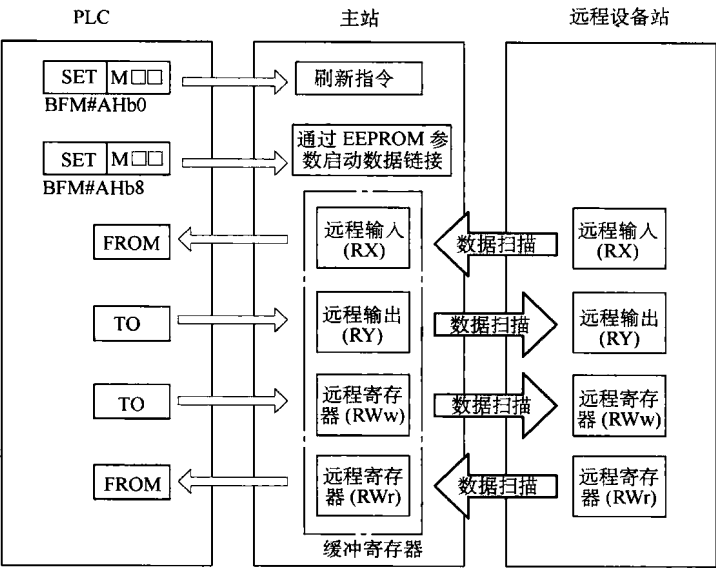 PLC
主站
远程设备站
SET M□□
刷新指令
BFM#AHb0
SET M□□
通过 EEPROM 参
数启动数据链接
BFM#AHb8
FROM
远程输入
(RX)
数据扫描
远程输入
(RX)
TO
远程输出
(RY)
数据扫描
远程输出
(RY)
TO
远程寄存
器 (RWw)
数据扫描
远程寄存
器 (RWw)
FROM
远程寄存
器 (RWr)
数据扫描
远程寄存
器 (RWr)
缓冲寄存器